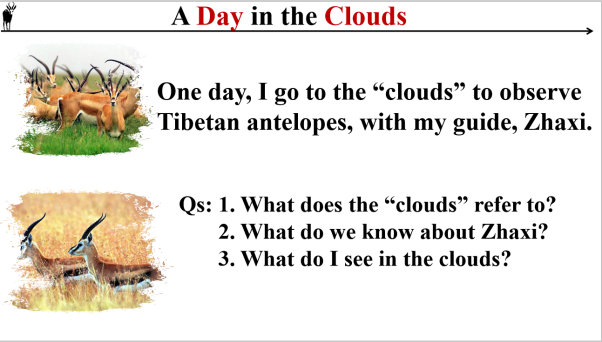 A Day in the Clouds
One day, I go to the “clouds” to observe
Tibetan antelopes, with my guide, Zhaxi.
Qs: 1. What does the “clouds” refer to?
2. What do we know about Zhaxi?
3. What do I see in the clouds?